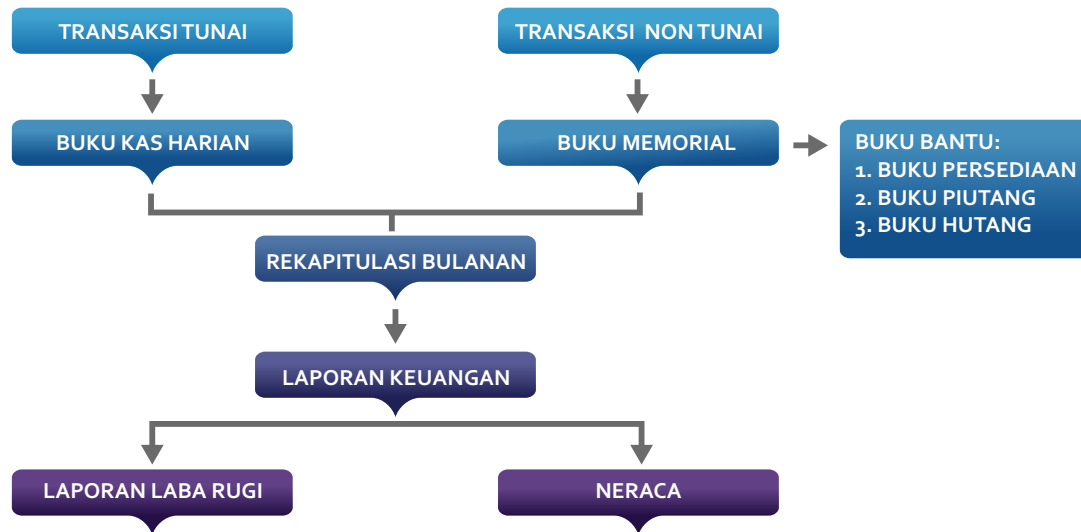 TRANSAKSI TUNAI
TRANSAKSI NON TUNAI
BUKU KAS HARIAN
BUKU MEMORIAL
BUKU BANTU:
1. BUKU PERSEDIAAN
2. BUKU PIUTANG
3. BUKU HUTANG
REKAPITULASI BULANAN
LAPORAN KEUANGAN
LAPORAN LABA RUGI
NERACA